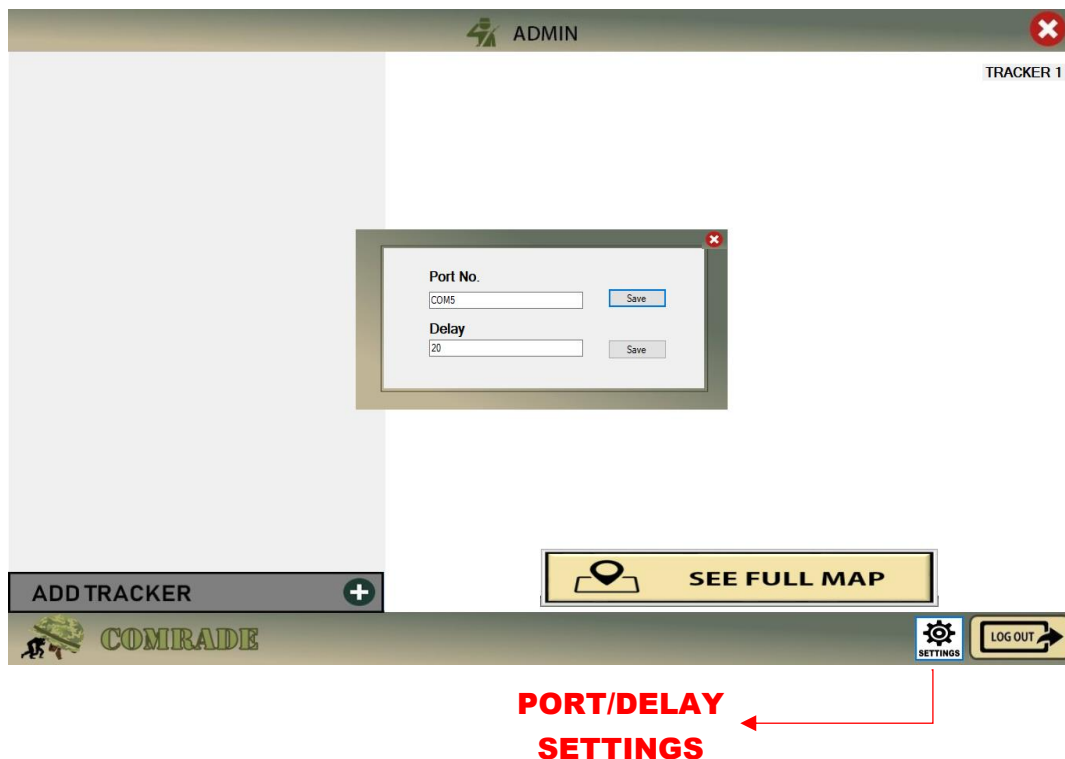 ADMIN
TRACKER 1
Port No.
COM5
Save
Delay
20
Save
SEE FULL MAP
ADD TRACKER
COMRADE
SETTINGS
LOG OUT
PORT/DELAY
SETTINGS